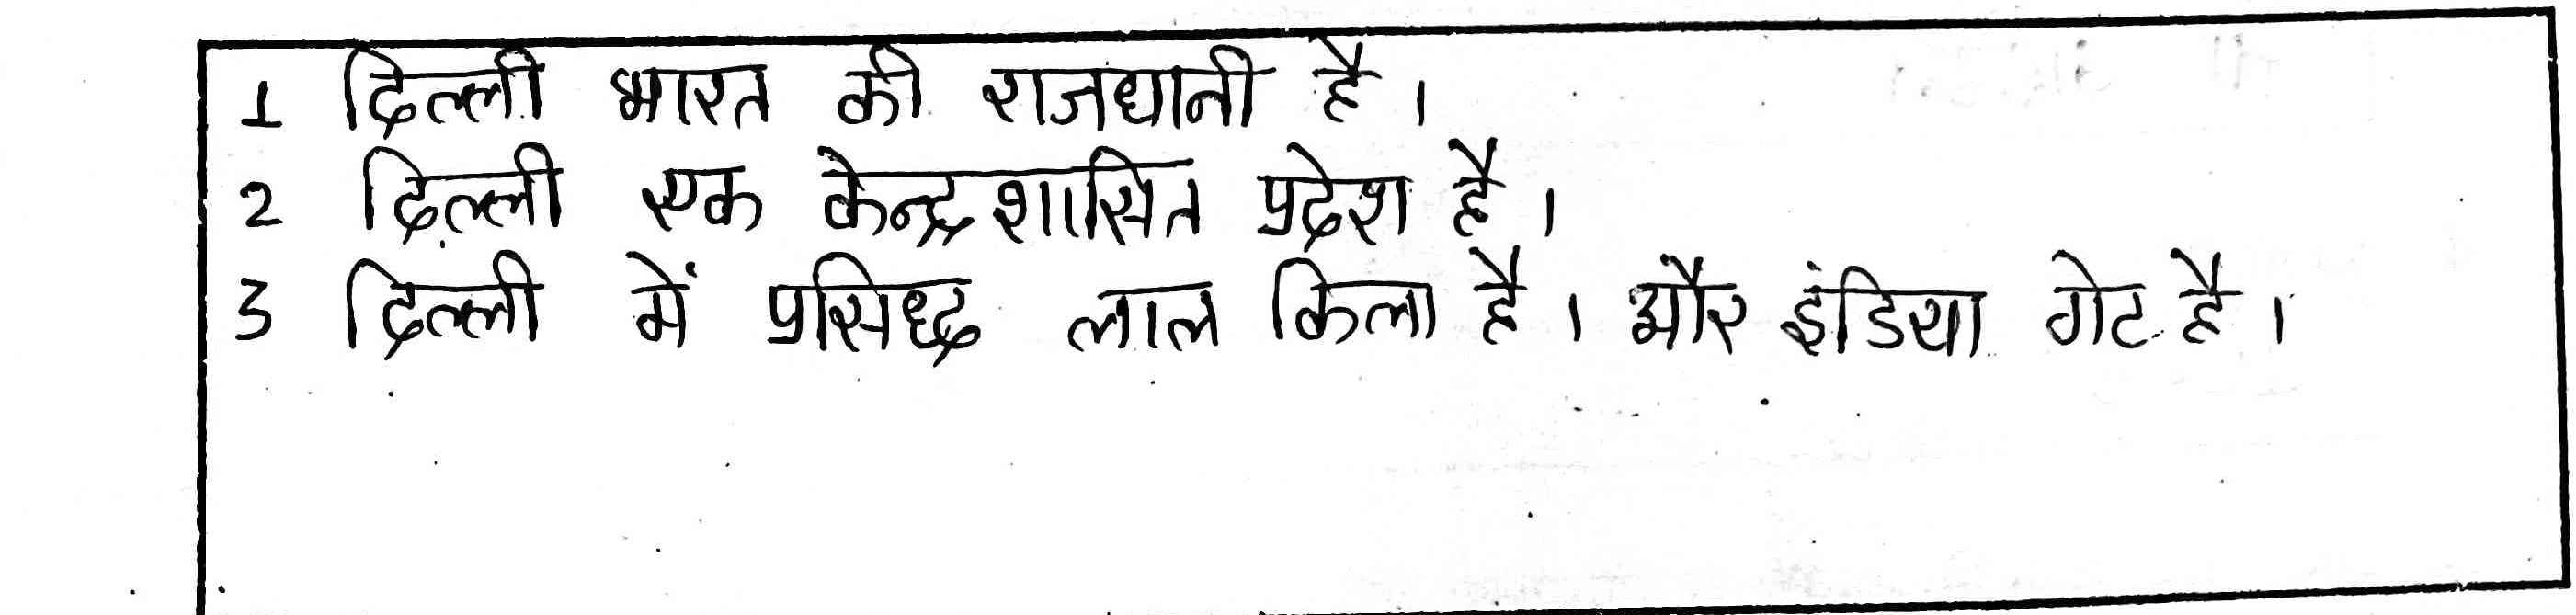 1 दिल्ली भारत की राजधानी है।
2 दिल्ली एक केन्द्रशासित प्रदेश है।
3 दिल्ली में प्रसिध्द लाल किला है। और इंडिया गेट है।